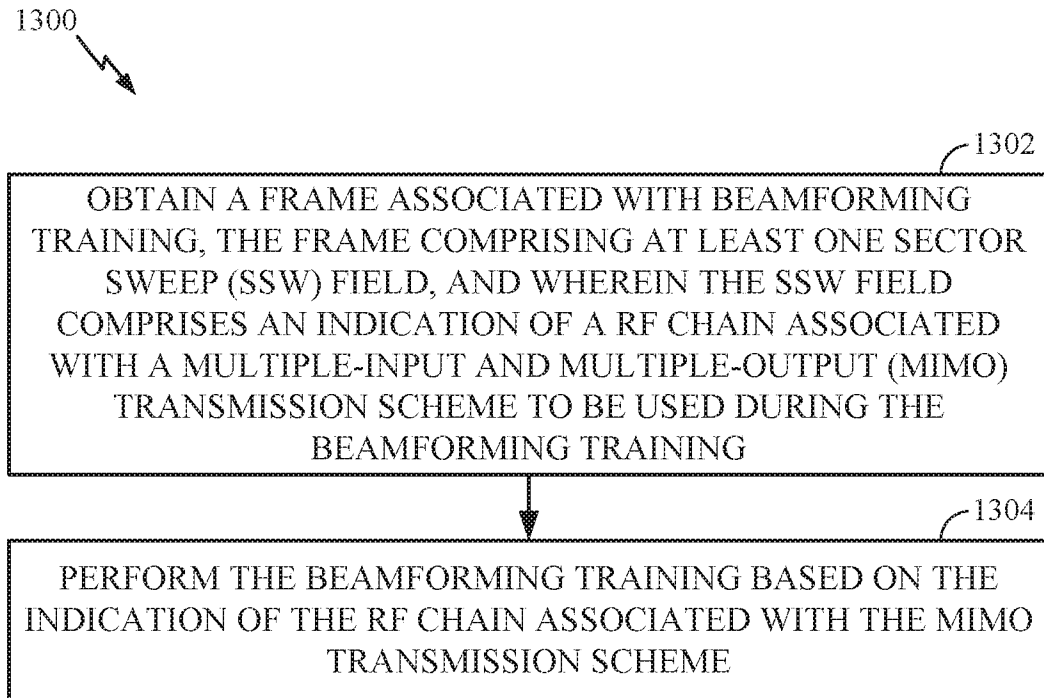 1300
1302
OBTAIN A FRAME ASSOCIATED WITH BEAMFORMING
TRAINING, THE FRAME COMPRISING AT LEAST ONE SECTOR
SWEEP (SSW) FIELD, AND WHEREIN THE SSW FIELD
COMPRISES AN INDICATION OF A RF CHAIN ASSOCIATED
WITH A MULTIPLE-INPUT AND MULTIPLE-OUTPUT (MIMO)
TRANSMISSION SCHEME TO BE USED DURING THE
BEAMFORMING TRAINING
1304
PERFORM THE BEAMFORMING TRAINING BASED ON THE
INDICATION OF THE RF CHAIN ASSOCIATED WITH THE MIMO
TRANSMISSION SCHEME